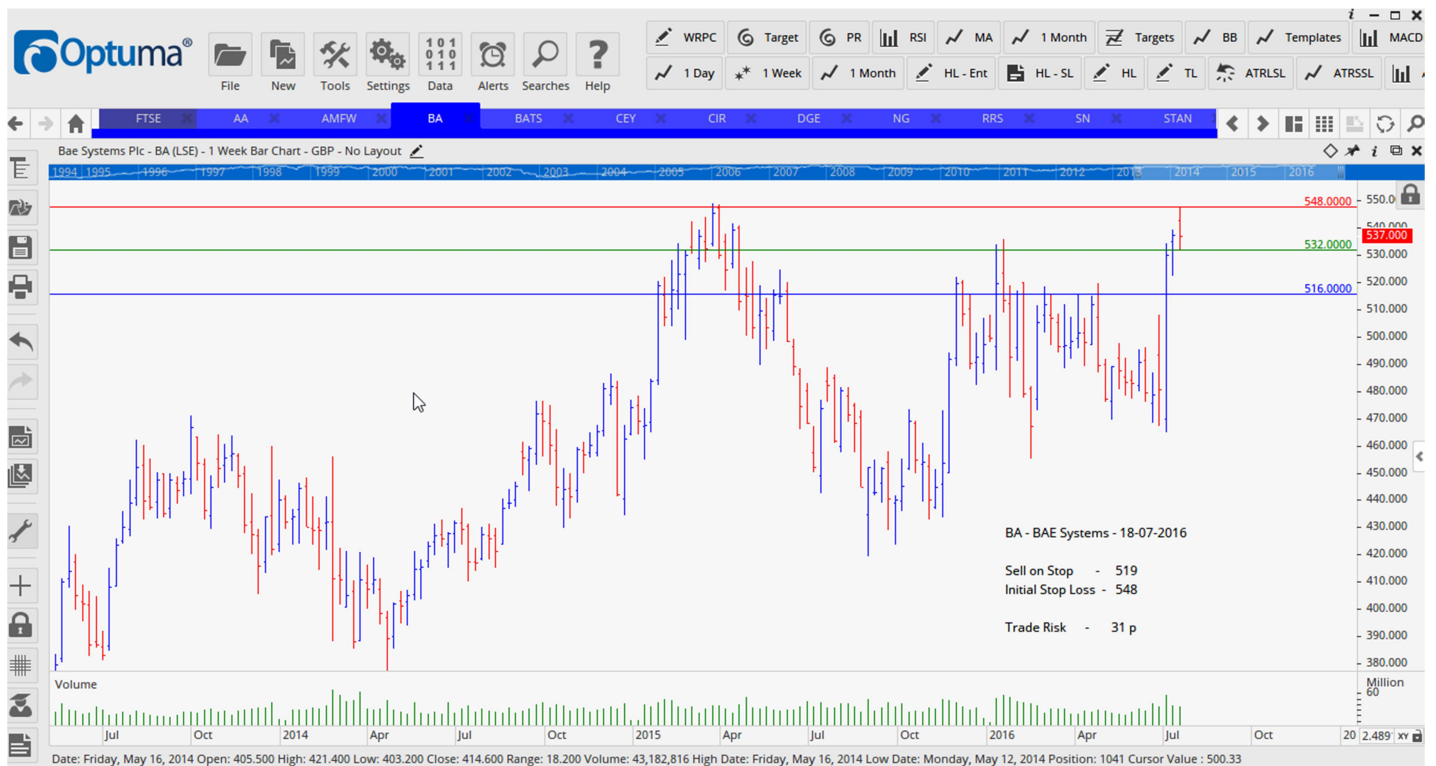 i
Optuma®
File
New
Tools
Settings
Data
Alerts
Searches
Help
WRPC Target PR RSI MA 1 Month Targets BB Templates MACD
1 Day 1 Week 1 Month HL - Ent HL - SL HL TL ATRLSL ATRSSL
FTSE AA AMFW BA BATS CEY CIR DGE NG RRS SN STAN
Bae Systems Plc - BA (LSE) - 1 Week Bar Chart - GBP - No Layout
1994 1995 1996 1997 1998 1999 2000 2001 2002 2003 2004 2005 2006 2007 2008 2009 2010 2011 2012 2013 2014 2015 2016
548.0000
532.0000
516.0000
550.0
540.000
537.000
530.000
520.000
510.000
500.000
490.000
480.000
470.000
460.000
450.000
440.000
430.000
420.000
410.000
400.000
390.000
380.000
BA - BAE Systems - 18-07-2016
Sell on Stop - 519
Initial Stop Loss - 548
Trade Risk - 31 p
Volume
Million
60
Jul Oct 2014 Apr Jul Oct 2015 Apr Jul Oct 2016 Apr Jul Oct 20 2.489 XY
Date: Friday, May 16, 2014 Open: 405.500 High: 421.400 Low: 403.200 Close: 414.600 Range: 18.200 Volume: 43,182,816 High Date: Friday, May 16, 2014 Low Date: Monday, May 12, 2014 Position: 1041 Cursor Value : 500.33